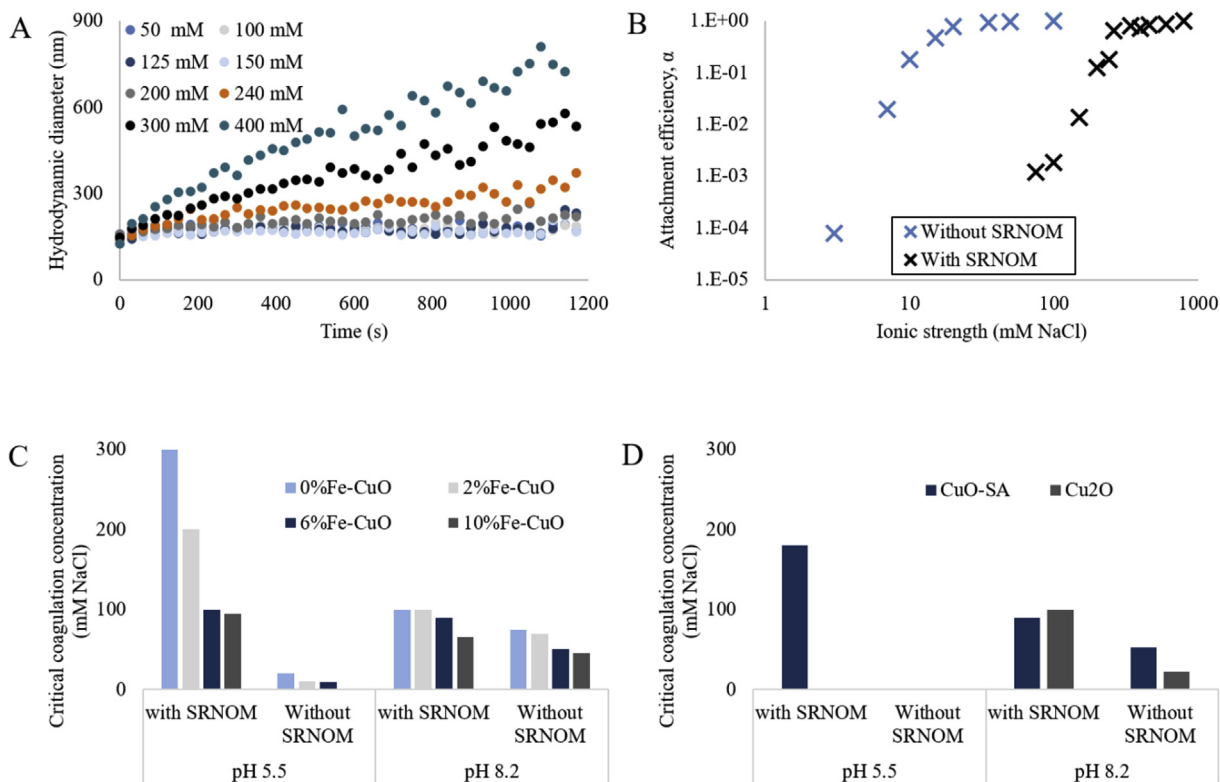 A
Hydrodynamic diameter (nm)
900
600
300
0
50 mM
100 mM
125 mM
150 mM
200 mM
240 mM
300 mM
400 mM
0
200
400
600
800
1000
1200
Time (s)
B
Attachment efficiency, α
1.E+00
1.E-01
1.E-02
1.E-03
1.E-04
1.E-05
Without SRNOM
With SRNOM
1
10
100
1000
Ionic strength (mM NaCl)
C
Critical coagulation concentration
(mM NaCl)
300
200
100
0
0%Fe-CuO
2%Fe-CuO
6%Fe-CuO
10%Fe-CuO
with SRNOM
Without
SRNOM
with SRNOM
Without
SRNOM
pH 5.5
pH 8.2
D
Critical coagulation concentration
(mM NaCl)
300
200
100
0
CuO-SA
Cu2O
with SRNOM
Without
SRNOM
with SRNOM
Without
SRNOM
pH 5.5
pH 8.2